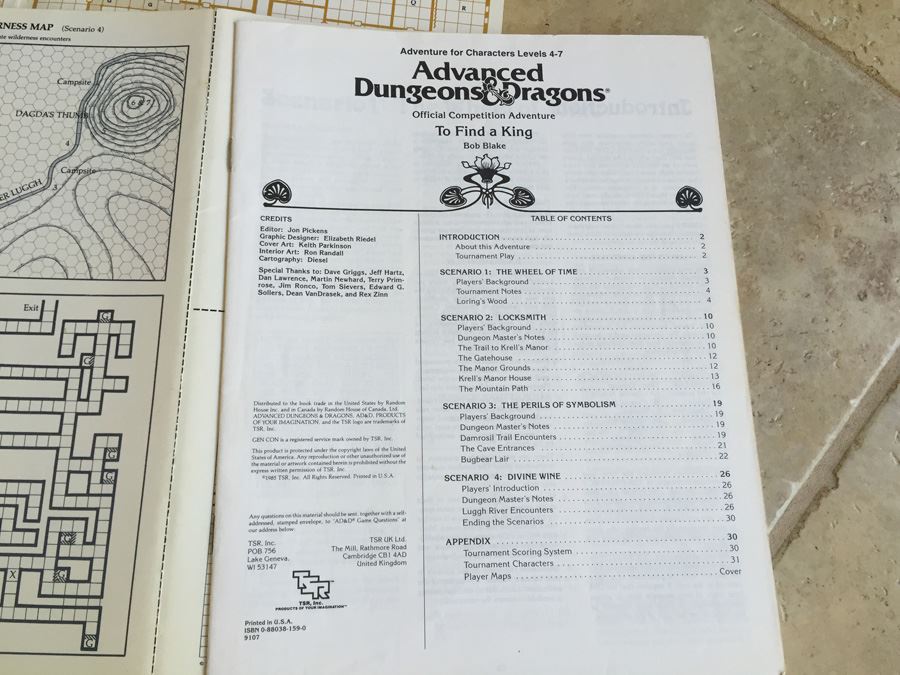 RNESS MAP (Scenario 4)
ate wilderness encounters
Campsite
6 & 7
DAGDA'S THUMB
4
Campsite
ER LUGGH
3
Exit
G
G
G
G
G
X
G
G
Q
R
Adventure for Characters Levels 4-7
Advanced
Dungeons & Dragons®
Official Competition Adventure
To Find a King
Bob Blake
CREDITS
Editor: Jon Pickens
Graphic Designer: Elizabeth Riedel
Cover Art: Keith Parkinson
Interior Art: Ron Randall
Cartography: Diesel
Special Thanks to: Dave Griggs, Jeff Hartz,
Dan Lawrence, Martin Newhard, Terry Prim-
rose, Jim Ronco, Tom Sievers, Edward G.
Sollers, Dean VanDrasek, and Rex Zinn
Distributed to the book trade in the United States by Random
House Inc. and in Canada by Random House of Canada, Ltd.
ADVANCED DUNGEONS & DRAGONS, AD&D, PRODUCTS
OF YOUR IMAGINATION, and the TSR logo are trademarks of
TSR, Inc.
GEN CON is a registered service mark owned by TSR, Inc.
This product is protected under the copyright laws of the United
States of America. Any reproduction or other unauthorized use of
the material or artwork contained herein is prohibited without the
express written permission of TSR, Inc.
©1985 TSR, Inc. All Rights Reserved. Printed in U.S.A.
Any questions on this material should be sent, together with a self-
addressed, stamped envelope, to "AD&D® Game Questions" at
our address below:
TSR, Inc.
POB 756
Lake Geneva,
WI 53147
TSR UK Ltd.
The Mill, Rathmore Road
Cambridge CB1 4AD
United Kingdom
TSR
TSR, Inc.
PRODUCTS OF YOUR IMAGINATION™
Printed in U.S.A.
ISBN 0-88038-159-0
9107
TABLE OF CONTENTS
INTRODUCTION 2
About this Adventure 2
Tournament Play 2
SCENARIO 1: THE WHEEL OF TIME 3
Players' Background 3
Tournament Notes 4
Loring's Wood 4
SCENARIO 2: LOCKSMITH 10
Players' Background 10
Dungeon Master's Notes 10
The Trail to Krell's Manor 10
The Gatehouse 12
The Manor Grounds 12
Krell's Manor House 13
The Mountain Path 16
SCENARIO 3: THE PERILS OF SYMBOLISM 19
Players' Background 19
Dungeon Master's Notes 19
Damrosil Trail Encounters 19
The Cave Entrances 21
Bugbear Lair 22
SCENARIO 4: DIVINE WINE 26
Players' Introduction 26
Dungeon Master's Notes 26
Luggh River Encounters 26
Ending the Scenarios 30
APPENDIX 30
Tournament Scoring System 30
Tournament Characters 31
Player Maps Cover